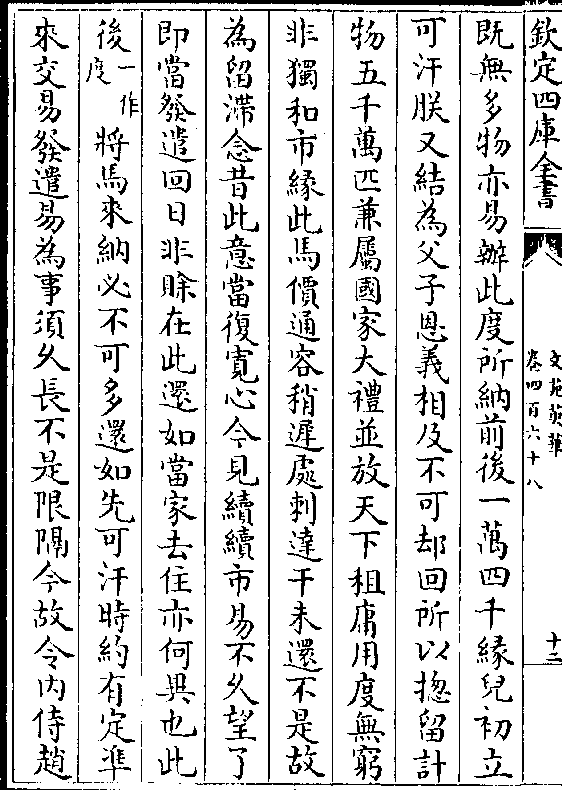 欽定四庫全書
文苑英華
卷四百六十八
十二
既無多物亦易辦此度所納前後一萬四千縁兒初立
可汗朕又結為父子恩義相及不可却回所以揔留計
物五千萬匹兼屬國家大禮並放天下租庸用度無窮
非獨和市縁此馬價通容稍遲處刺達干未還不是故
為留滯念昔此意當復寛心今見續續市易不久望了
即當發遣回日非賖在此還如當家去住亦何異也此
後一作度將馬來納必不可多還如先可汗時約有定凖
來交易發遣易為事須久長不是限隔今故令内侍趙